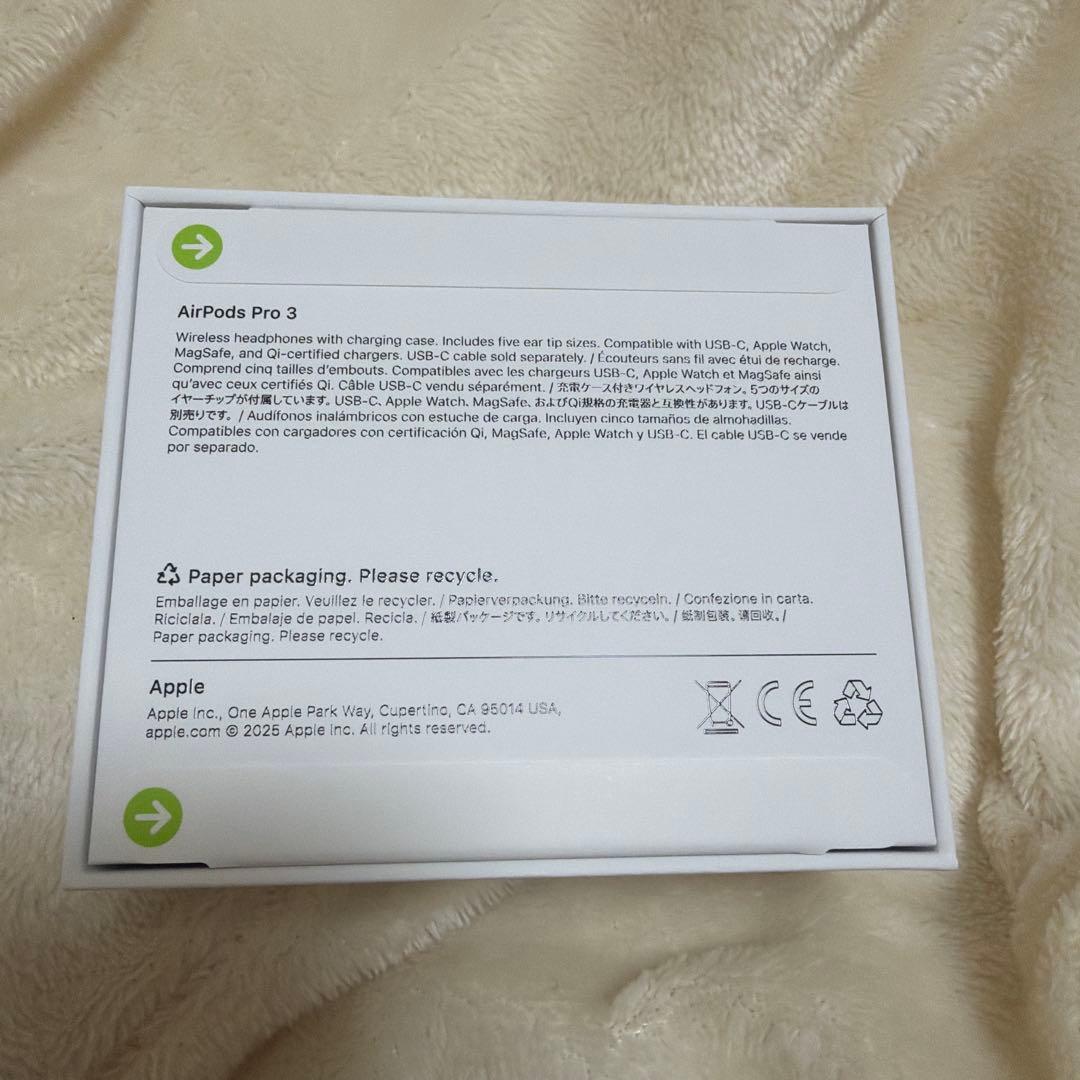 AirPods Pro 3
Wireless headphones with charging case. Includes five ear tip sizes. Compatible with USB-C, Apple Watch,
MagSafe, and Qi-certified chargers. USB-C cable sold separately. / Écouteurs sans fil avec étui de recharge.
Comprend cinq tailles d'embouts. Compatibles avec les chargeurs USB-C, Apple Watch et MagSafe ainsi
qu'avec ceux certifiés Qi. Câble USB-C vendu séparément. / 充電ケース付きワイヤレスヘッドフォン。5つのサイズの
イヤーチップが付属しています。USB-C、Apple Watch、MagSafe、およびQi規格の充電器と互換性があります。USB-Cケーブルは
別売りです。 / Audífonos inalámbricos con estuche de carga. Incluyen cinco tamaños de almohadillas.
Compatibles con cargadores con certificación Qi, MagSafe, Apple Watch y USB-C. El cable USB-C se vende
por separado.
Paper packaging. Please recycle.
Emballage en papier. Veuillez le recycler. / Papierverpackung. Bitte recyceln. / Confezione in carta.
Riciclala. / Embalaje de papel. Recicla. / 紙製パッケージです。リサイクルしてください。 / 纸制包装。请回收。 /
Paper packaging. Please recycle.
Apple
Apple Inc., One Apple Park Way, Cupertino, CA 95014 USA,
apple.com © 2025 Apple Inc. All rights reserved.
CE